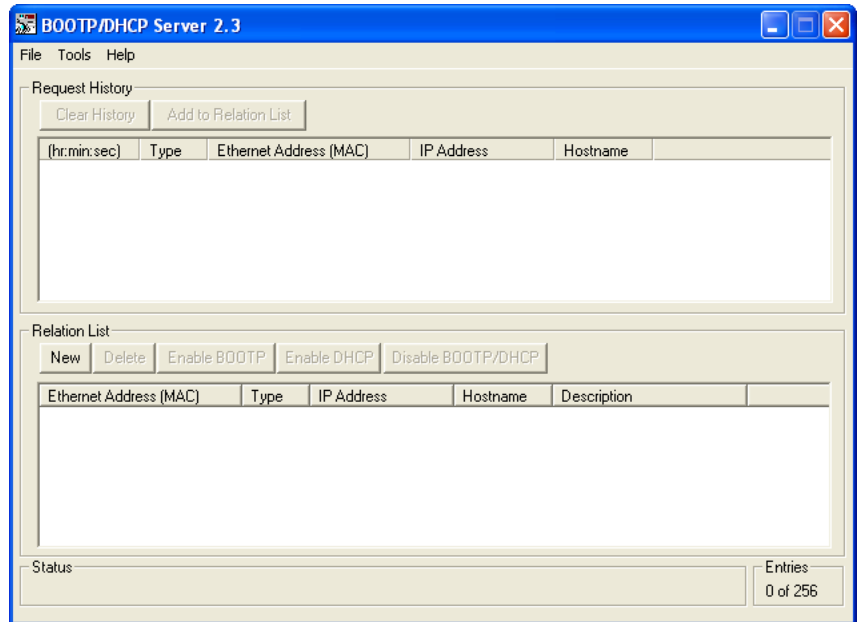 BOOTP/DHCP Server 2.3
File Tools Help
Request History
Clear History Add to Relation List
(hr:min:sec) Type Ethernet Address (MAC) IP Address Hostname
Relation List
New Delete Enable BOOTP Enable DHCP Disable BOOTP/DHCP
Ethernet Address (MAC) Type IP Address Hostname Description
Status Entries
0 of 256